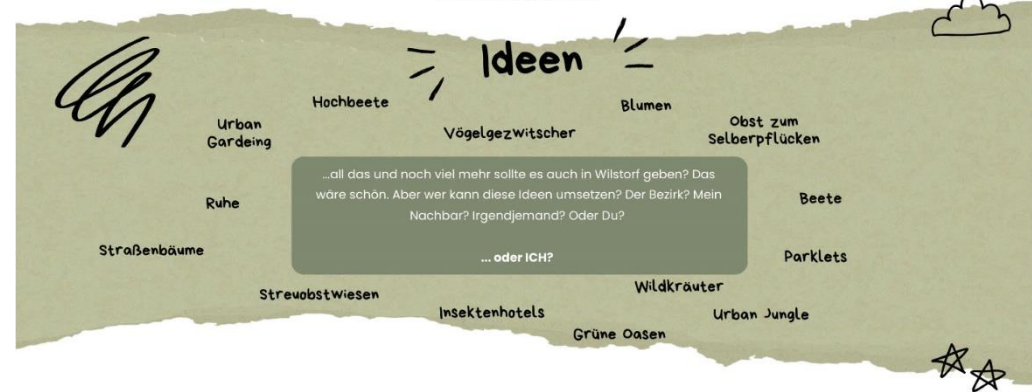 Ideen
Hochbeete
Blumen
Urban
Gardeing
Vögelgezwitscher
Obst zum
Selberpflücken
...all das und noch viel mehr sollte es auch in Wilstorf geben? Das
wäre schön. Aber wer kann diese Ideen umsetzen? Der Bezirk? Mein
Nachbar? Irgendjemand? Oder Du?
... oder ICH?
Ruhe
Beete
Straßenbäume
Parklets
Streuobstwiesen
Wildkräuter
Insektenhotels
Urban Jungle
Grüne Oasen